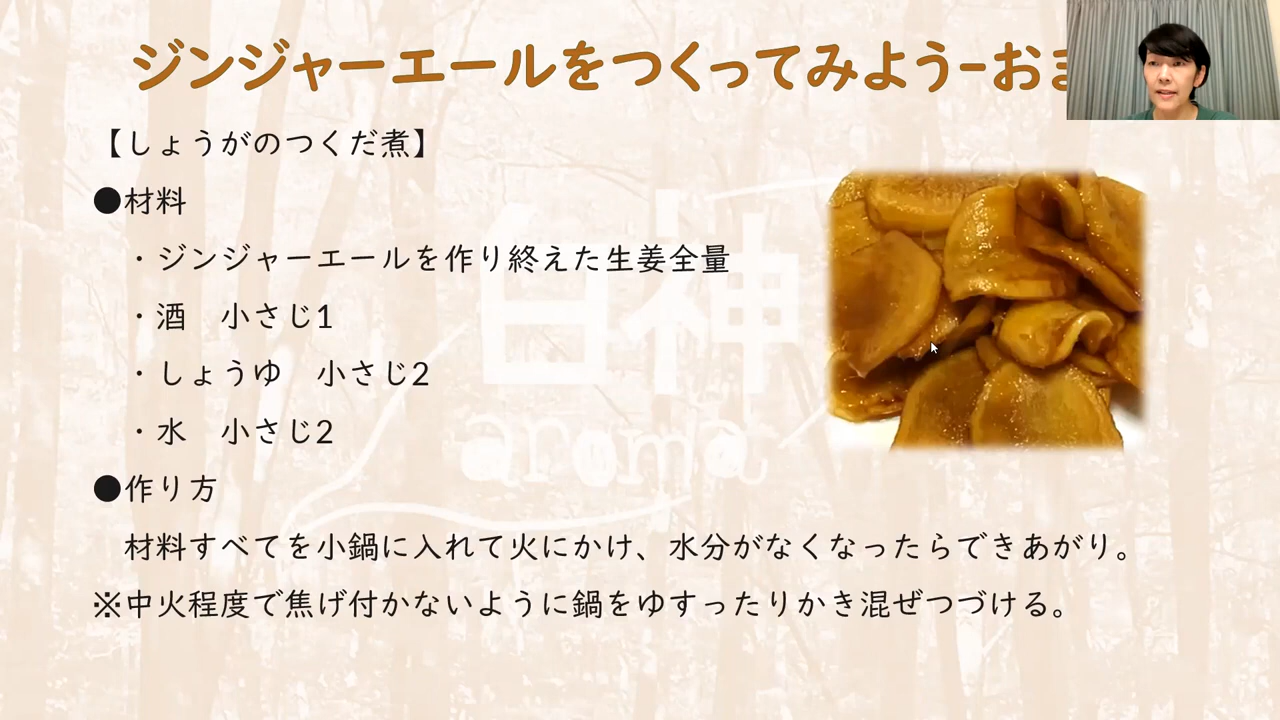 ジンジャーエールをつくってみよう-おま
【しょうがのつくだ煮】
●材料
・ジンジャーエールを作り終えた生姜全量
・酒　小さじ1
・しょうゆ　小さじ2
・水　小さじ2
●作り方
材料すべてを小鍋に入れて火にかけ、水分がなくなったらできあがり。
※中火程度で焦げ付かないように鍋をゆすったりかき混ぜつづける。
白神
aroma